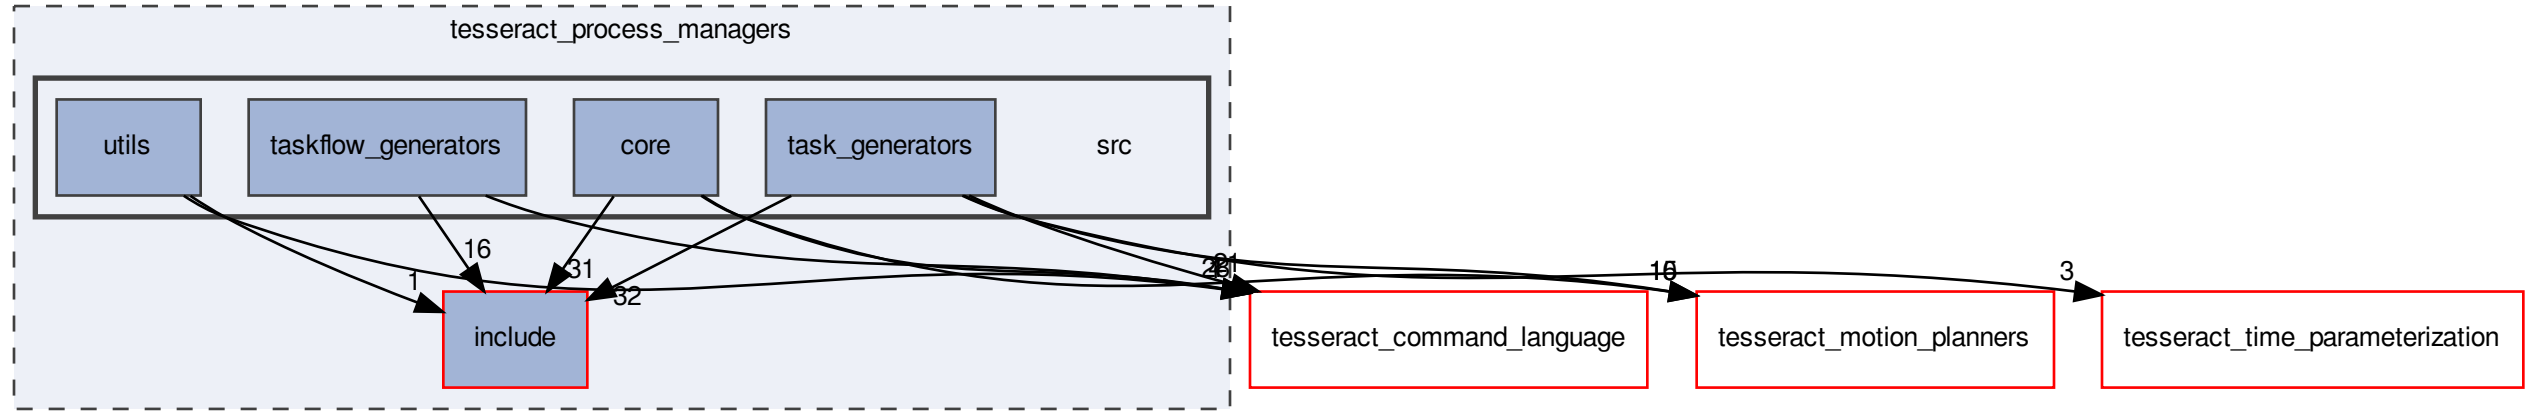 tesseract_process_managers
utils
taskflow_generators
core
task_generators
src
16
1
31
32
3
include
tesseract_command_language
tesseract_motion_planners
tesseract_time_parameterization